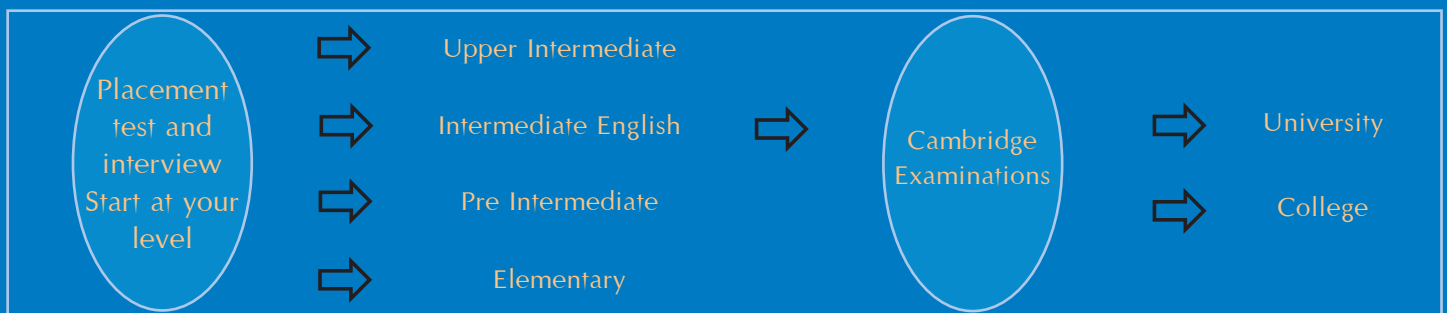 Placement
test and
interview
Start at your
level
Upper Intermediate
Intermediate English
Pre Intermediate
Elementary
Cambridge
Examinations
University
College